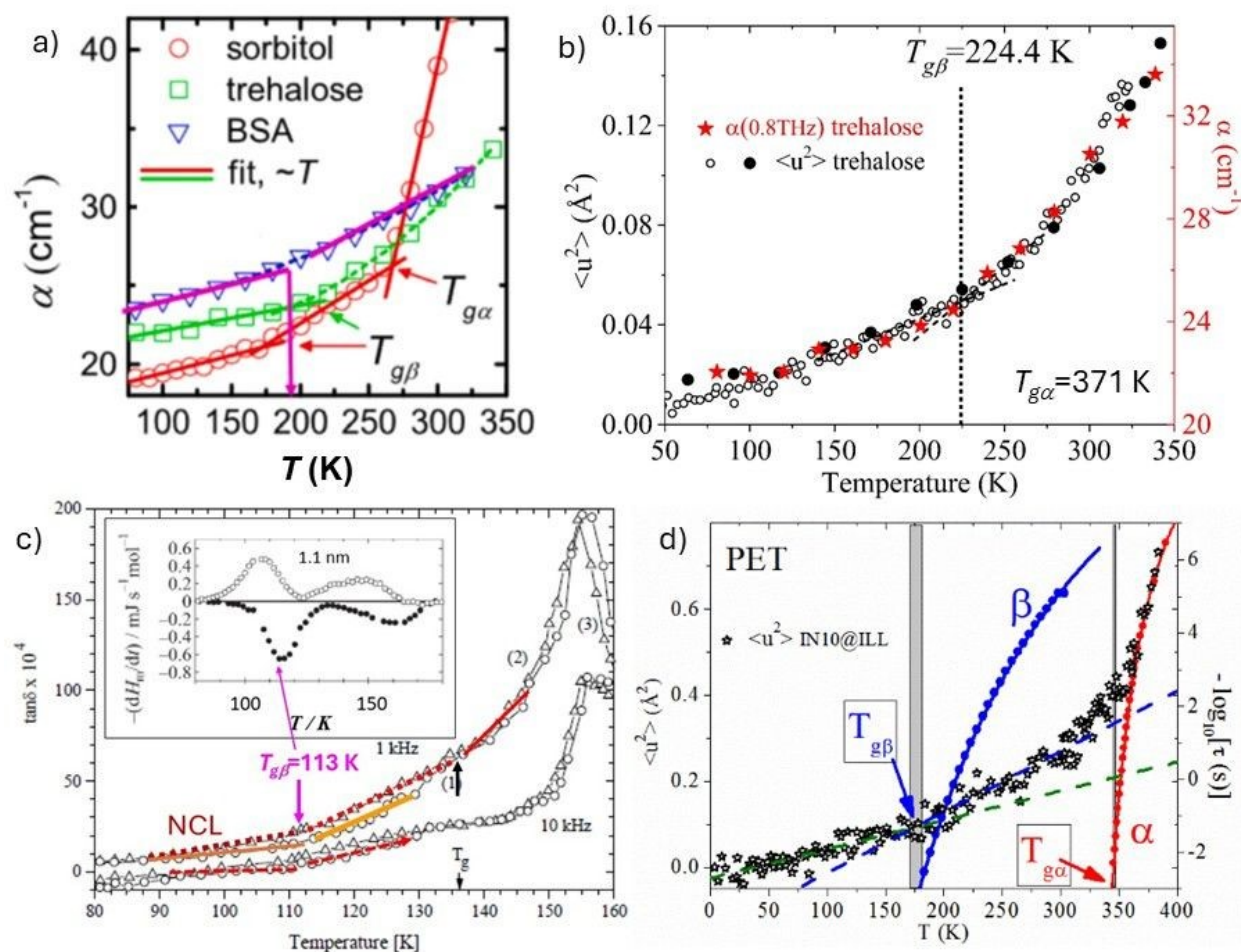 a)
sorbitol
trehalose
BSA
fit, ~T
T_gα
T_gβ
40
30
20
α (cm⁻¹)
100 150 200 250 300 350
T (K)
b)
T_gβ=224.4 K
α(0.8THz) trehalose
<u²> trehalose
T_gα=371 K
0.16
0.12
0.08
0.04
0.00
<u²> (Å²)
32
28
24
20
α (cm⁻¹)
50 100 150 200 250 300 350
Temperature (K)
c)
200
150
100
50
0
tanδ x 10⁴
0.6
0.4
0.2
0
−0.2
−0.4
−0.6
−0.8
−(dH_m/dt) / mJ s⁻¹mol⁻¹
1.1 nm
100 150
T / K
T_gβ=113 K
1 kHz
(1)
(2)
(3)
NCL
10 kHz
T_g
80 90 100 110 120 130 140 150 160
Temperature [K]
d)
PET
β
<u²> IN10@ILL
T_gβ
T_gα
α
0.6
0.4
0.2
0.0
<u²> (Å²)
6
4
2
0
-2
- log₁₀[τ (s)]
0 50 100 150 200 250 300 350 400
T (K)